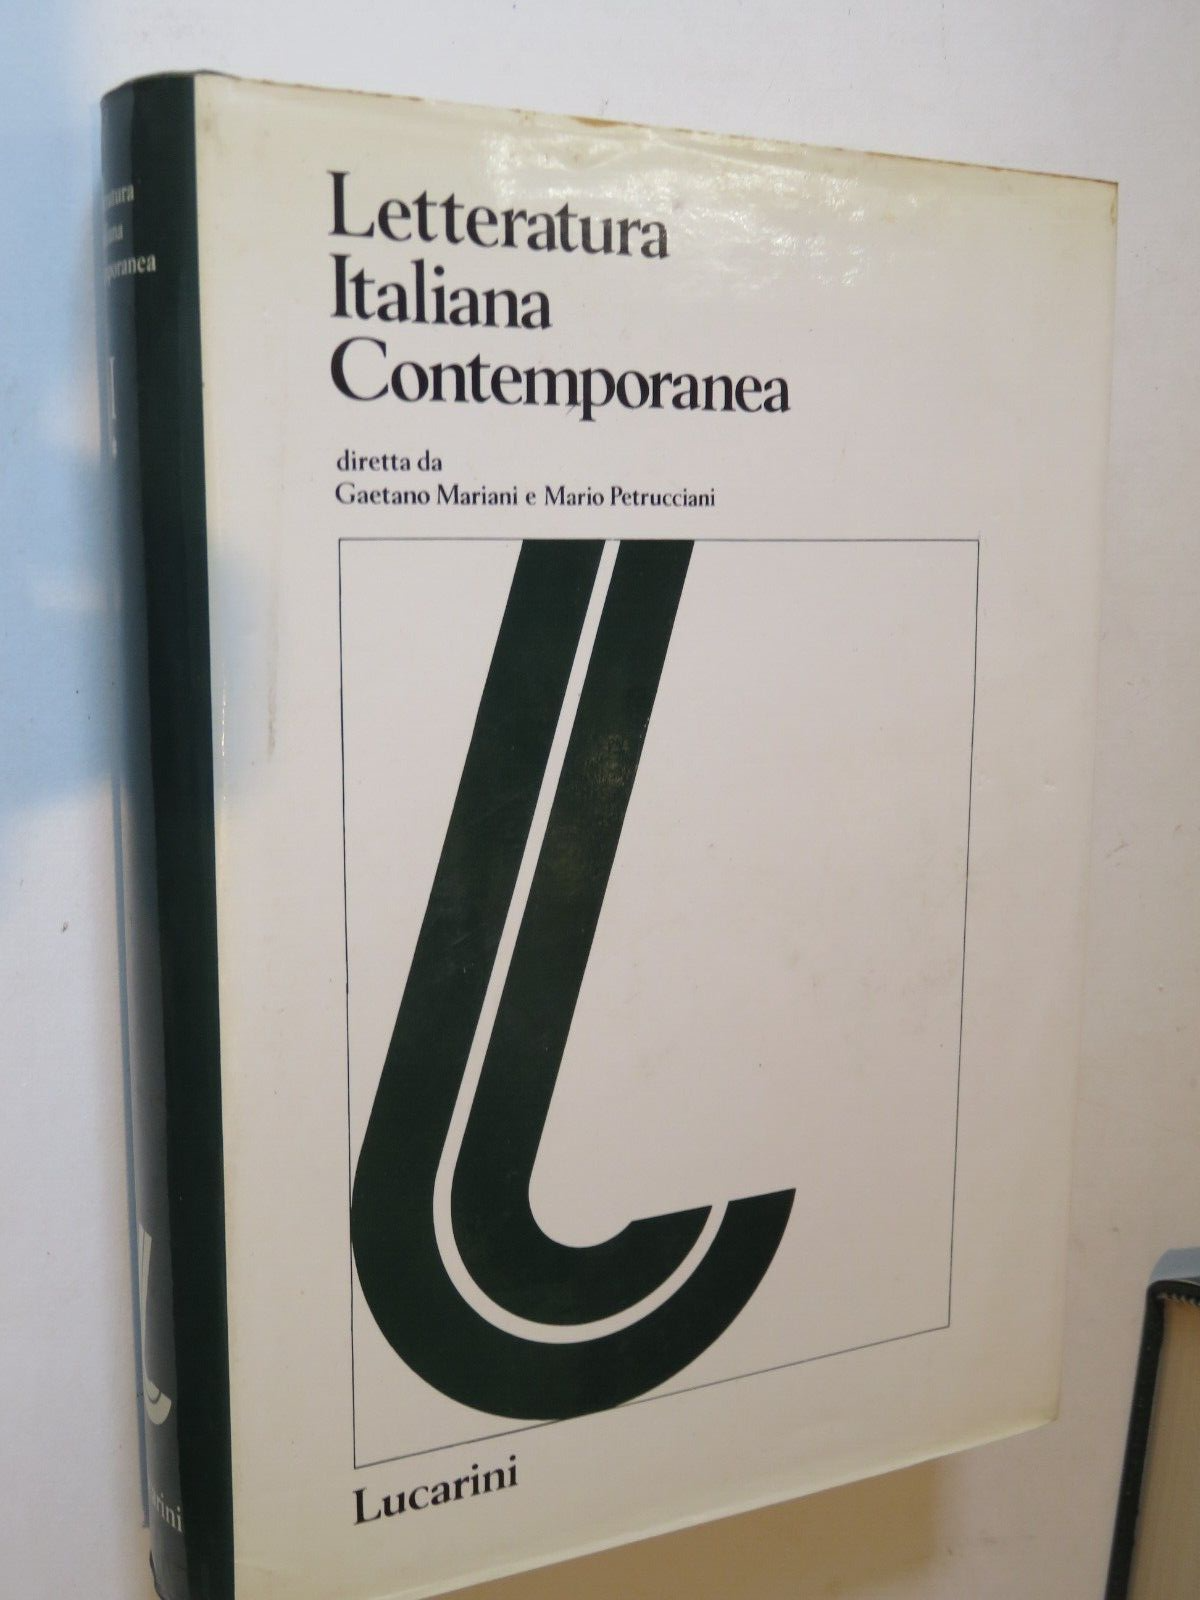 Letteratura
Italiana
Contemporanea
diretta da
Gaetano Mariani e Mario Petrucciani
Lucarini
I